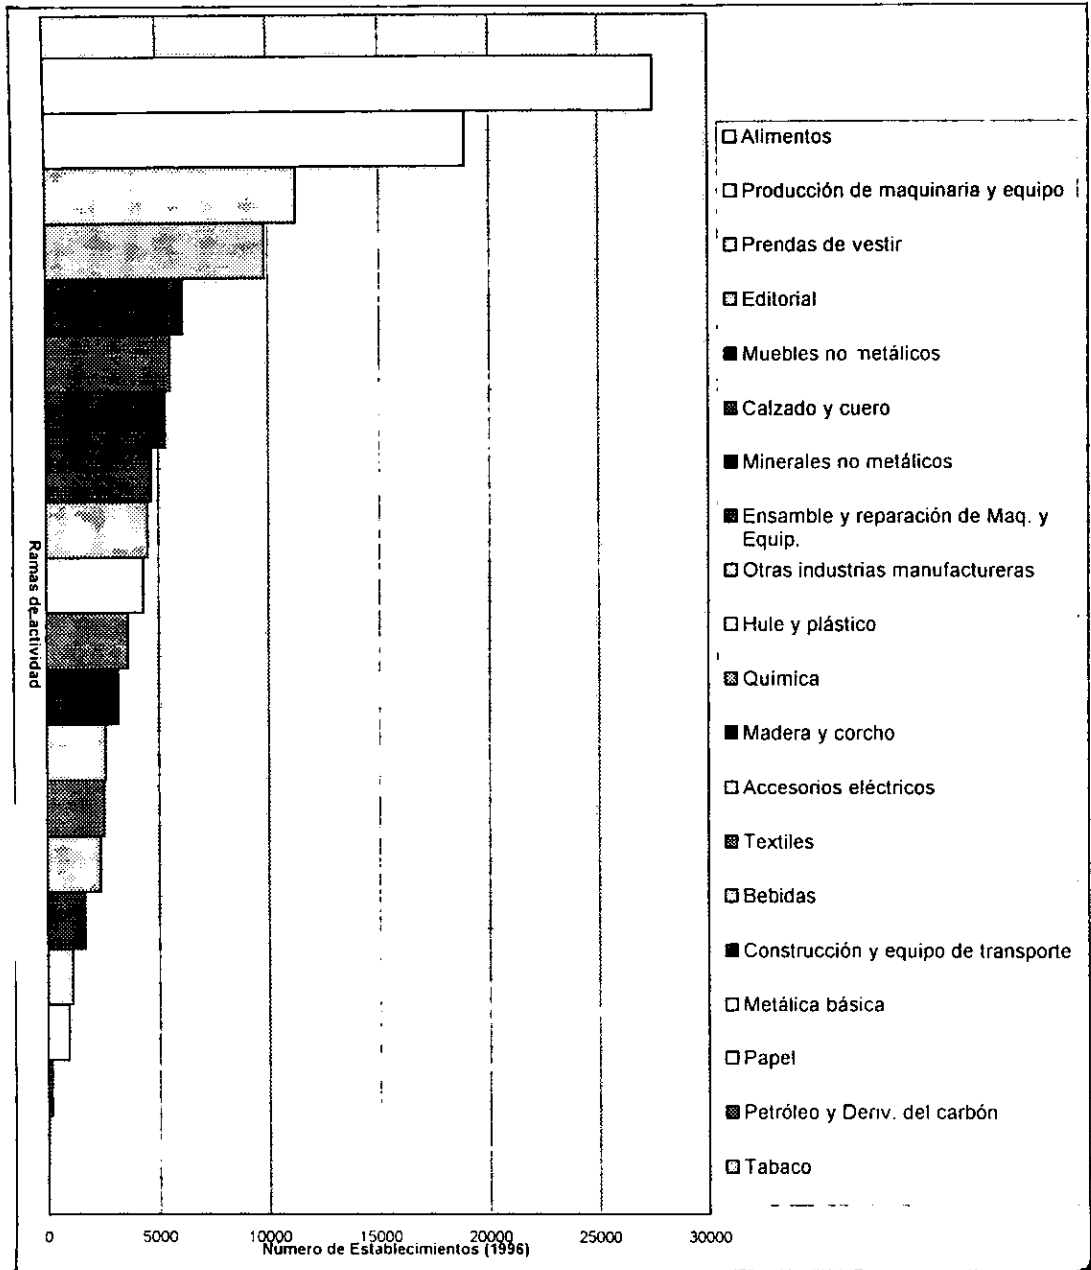 Alimentos
Producción de maquinaria y equipo
Prendas de vestir
Editorial
Muebles no metálicos
Calzado y cuero
Minerales no metálicos
Ensamble y reparación de Maq. y
Equip.
Otras industrias manufactureras
Hule y plástico
Quimica
Madera y corcho
Accesorios eléctricos
Textiles
Bebidas
Construcción y equipo de transporte
Metálica básica
Papel
Petróleo y Deriv. del carbón
Tabaco
Ramas de actividad
0 5000 10000 15000 20000 25000 30000
Número de Establecimientos (1996)